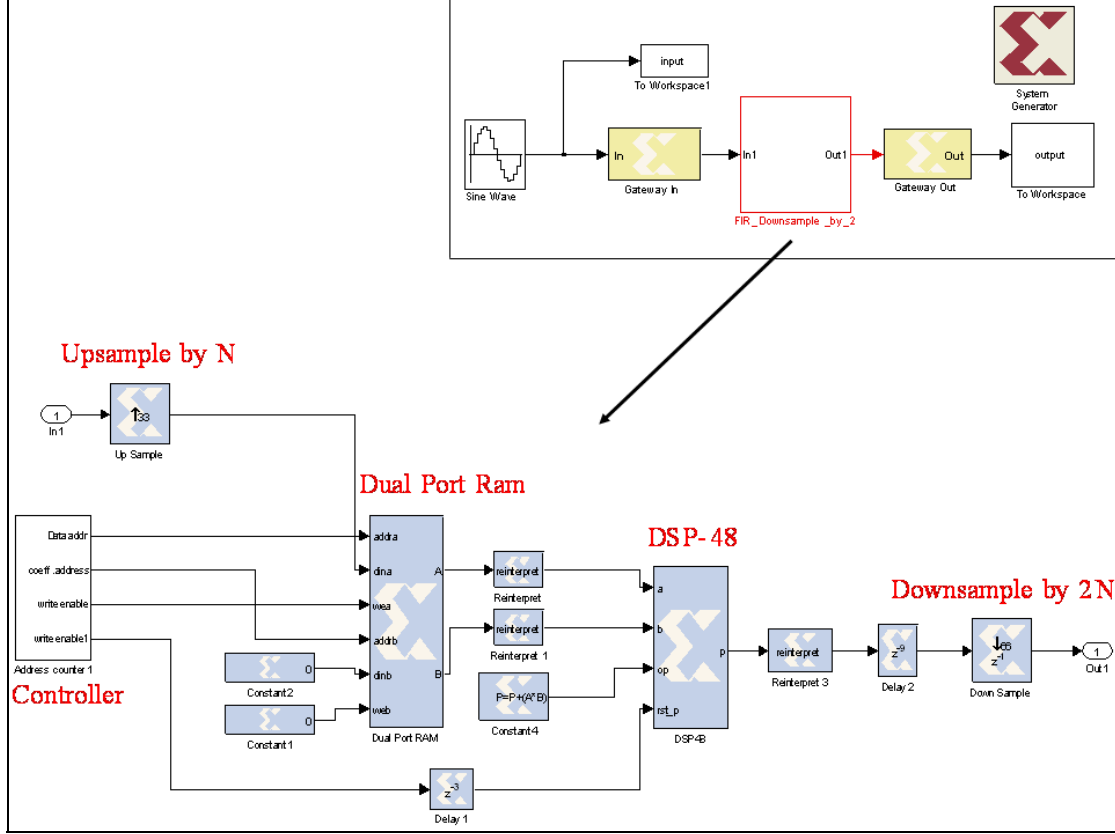 input
To Workspace1
System
Generator
Sine Wave
In
Gateway In
In1
Out1
FIR_Downsample _by_2
Out
Gateway Out
output
To Workspace
Upsample by N
1
In1
↑33
Up Sample
Dual Port Ram
Data addr
coeff .address
write enable
write enable1
Address counter 1
Controller
0
Constant2
0
Constant1
addra
dina
wea
addrb
dinb
web
A
B
Dual Port RAM
reinterpret
Reinterpret
reinterpret
Reinterpret 1
P=P+(A*B)
Constant4
z-3
Delay 1
DSP-48
a
b
op
rst_p
p
DSP48
reinterpret
Reinterpret 3
z-9
Delay 2
Downsample by 2N
↓66
z-1
Down Sample
1
Out1